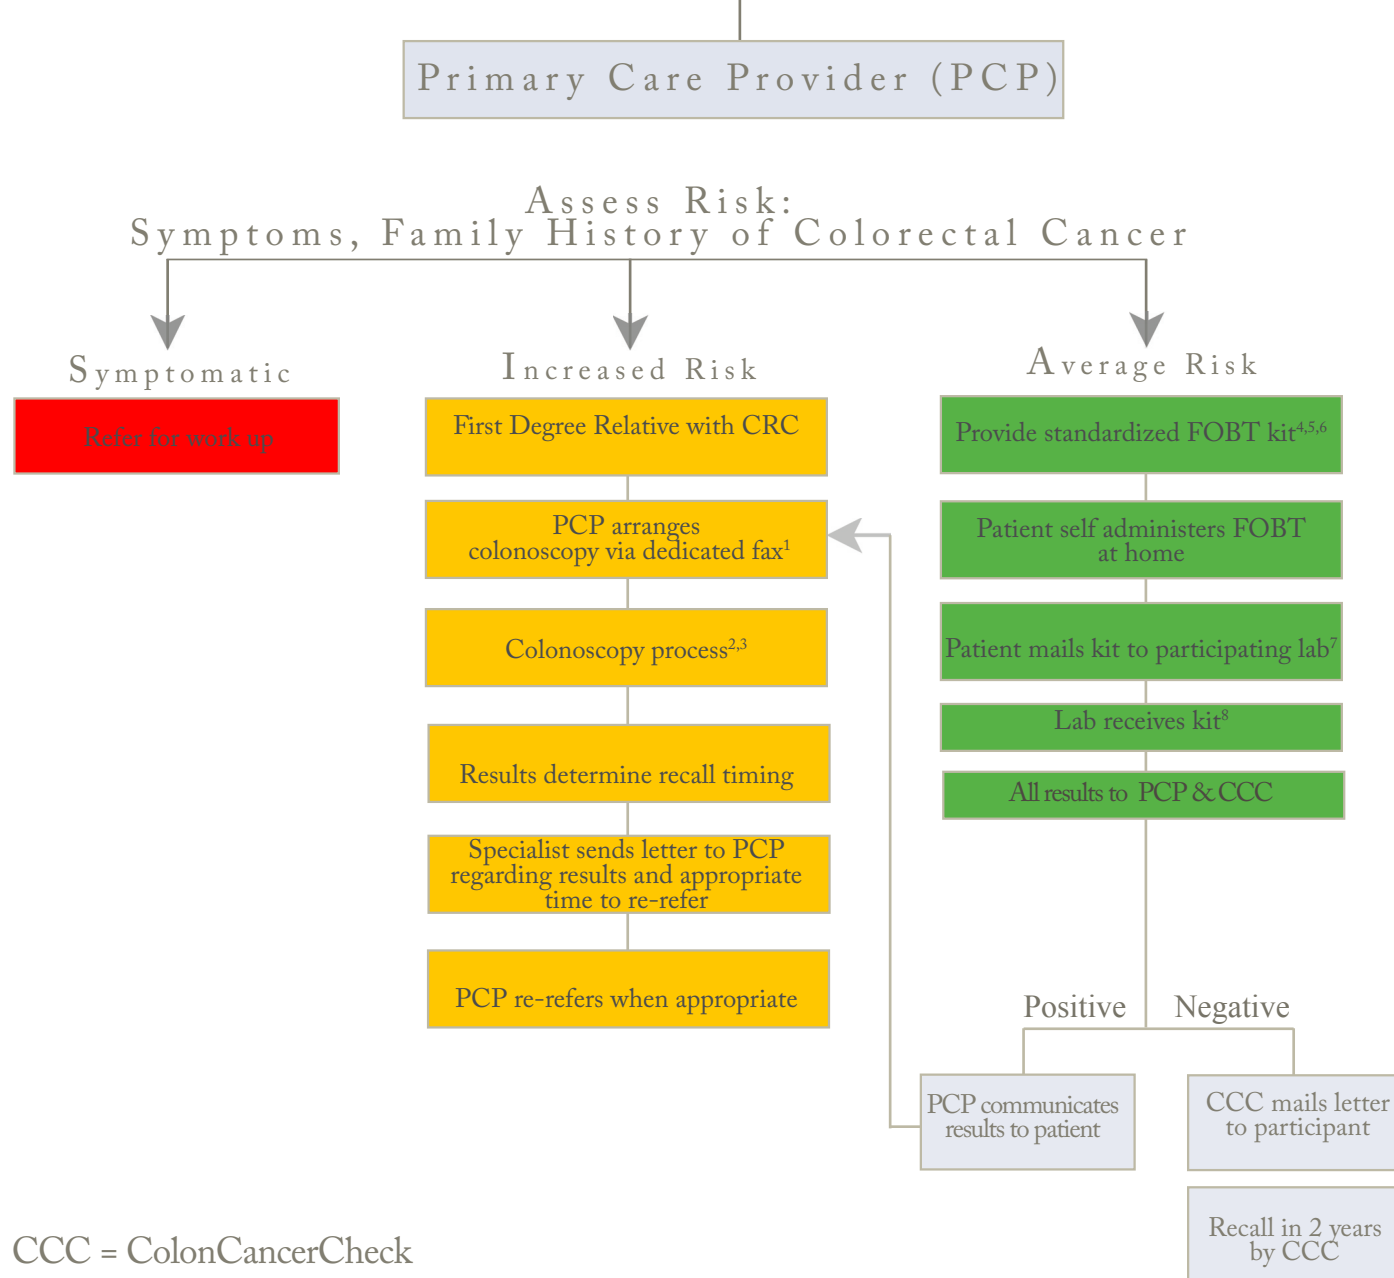 Primary Care Provider (PCP)
Assess Risk:
Symptoms, Family History of Colorectal Cancer
Symptomatic
Refer for work up
Increased Risk
First Degree Relative with CRC
PCP arranges
colonoscopy via dedicated fax¹
Colonoscopy process²,³
Results determine recall timing
Specialist sends letter to PCP
regarding results and appropriate
time to re-refer
PCP re-refers when appropriate
Average Risk
Provide standardized FOBT kit⁴,⁵,⁶
Patient self administers FOBT
at home
Patient mails kit to participating lab⁷
Lab receives kit⁸
All results to PCP & CCC
Positive
Negative
PCP communicates
results to patient
CCC mails letter
to participant
Recall in 2 years
by CCC
CCC = ColonCancerCheck